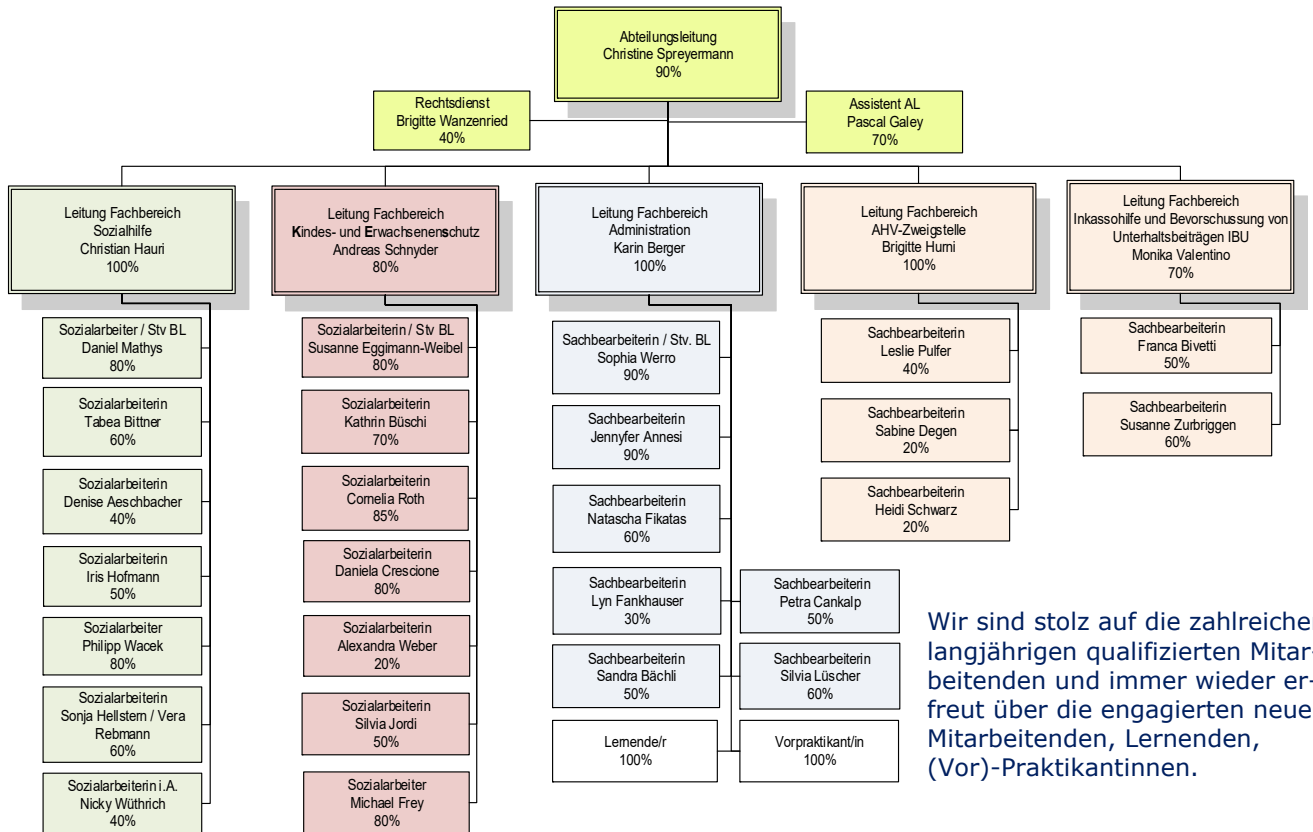 Abteilungsleitung
Christine Spreyermann
90%
Rechtsdienst
Brigitte Wanzenried
40%
Assistent AL
Pascal Galey
70%
Leitung Fachbereich
Sozialhilfe
Christian Hauri
100%
Sozialarbeiter / Stv BL
Daniel Mathys
80%
Sozialarbeiterin
Tabea Bittner
60%
Sozialarbeiterin
Denise Aeschbacher
40%
Sozialarbeiterin
Iris Hofmann
50%
Sozialarbeiter
Philipp Wacek
80%
Sozialarbeiterin
Sonja Hellstern / Vera
Rebmann
60%
Sozialarbeiterin i.A.
Nicky Wüthrich
40%
Leitung Fachbereich
Kindes- und Erwachsenenschutz
Andreas Schnyder
80%
Sozialarbeiterin / Stv BL
Susanne Eggimann-Weibel
80%
Sozialarbeiterin
Kathrin Büschi
70%
Sozialarbeiterin
Cornelia Roth
85%
Sozialarbeiterin
Daniela Crescione
80%
Sozialarbeiterin
Alexandra Weber
20%
Sozialarbeiterin
Silvia Jordi
50%
Sozialarbeiter
Michael Frey
80%
Leitung Fachbereich
Administration
Karin Berger
100%
Sachbearbeiterin / Stv. BL
Sophia Werro
90%
Sachbearbeiterin
Jennyfer Annesi
90%
Sachbearbeiterin
Natascha Fikatas
60%
Sachbearbeiterin
Lyn Fankhauser
30%
Sachbearbeiterin
Petra Cankalp
50%
Sachbearbeiterin
Sandra Bächli
50%
Sachbearbeiterin
Silvia Lüscher
60%
Lernende/r
100%
Vorpraktikant/in
100%
Leitung Fachbereich
AHV-Zweigstelle
Brigitte Hurni
100%
Sachbearbeiterin
Leslie Pulfer
40%
Sachbearbeiterin
Sabine Degen
20%
Sachbearbeiterin
Heidi Schwarz
20%
Leitung Fachbereich
Inkassohilfe und Bevorschussung von
Unterhaltsbeiträgen IBU
Monika Valentino
70%
Sachbearbeiterin
Franca Bivetti
50%
Sachbearbeiterin
Susanne Zurbriggen
60%
Wir sind stolz auf die zahlreichen
langjährigen qualifizierten Mitar-
beitenden und immer wieder er-
freut über die engagierten neue
Mitarbeitenden, Lernenden,
(Vor)-Praktikantinnen.